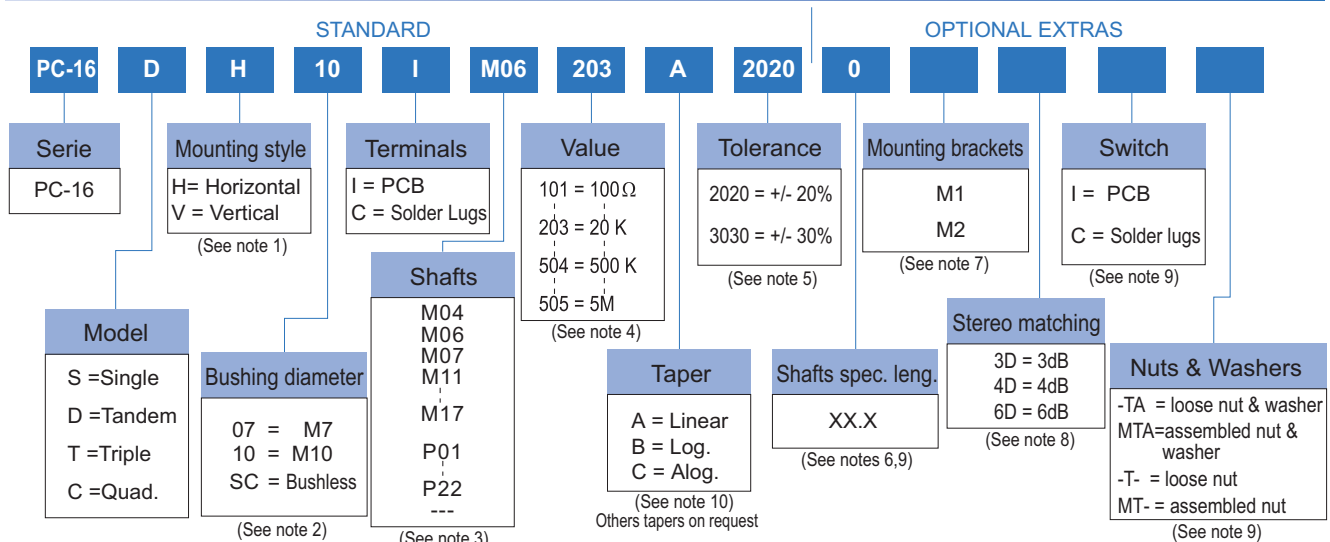 STANDARD
OPTIONAL EXTRAS
PC-16 D H 10 I M06 203 A 2020 0
Serie
PC-16
Mounting style
H= Horizontal
V = Vertical
(See note 1)
Terminals
I = PCB
C = Solder Lugs
Value
101 = 100Ω
203 = 20 K
504 = 500 K
505 = 5M
(See note 4)
Tolerance
2020 = +/- 20%
3030 = +/- 30%
(See note 5)
Mounting brackets
M1
M2
(See note 7)
Switch
I = PCB
C = Solder lugs
(See note 9)
Model
S =Single
D =Tandem
T =Triple
C =Quad.
Bushing diameter
07 = M7
10 = M10
SC = Bushless
(See note 2)
Shafts
M04
M06
M07
M11
M17
P01
P22
---
(See note 3)
Taper
A = Linear
B = Log.
C = Alog.
(See note 10)
Others tapers on request
Shafts spec. leng.
XX.X
(See notes 6,9)
Stereo matching
3D = 3dB
4D = 4dB
6D = 6dB
(See note 8)
Nuts & Washers
-TA = loose nut & washer
MTA=assembled nut &
washer
-T- = loose nut
MT- = assembled nut
(See note 9)